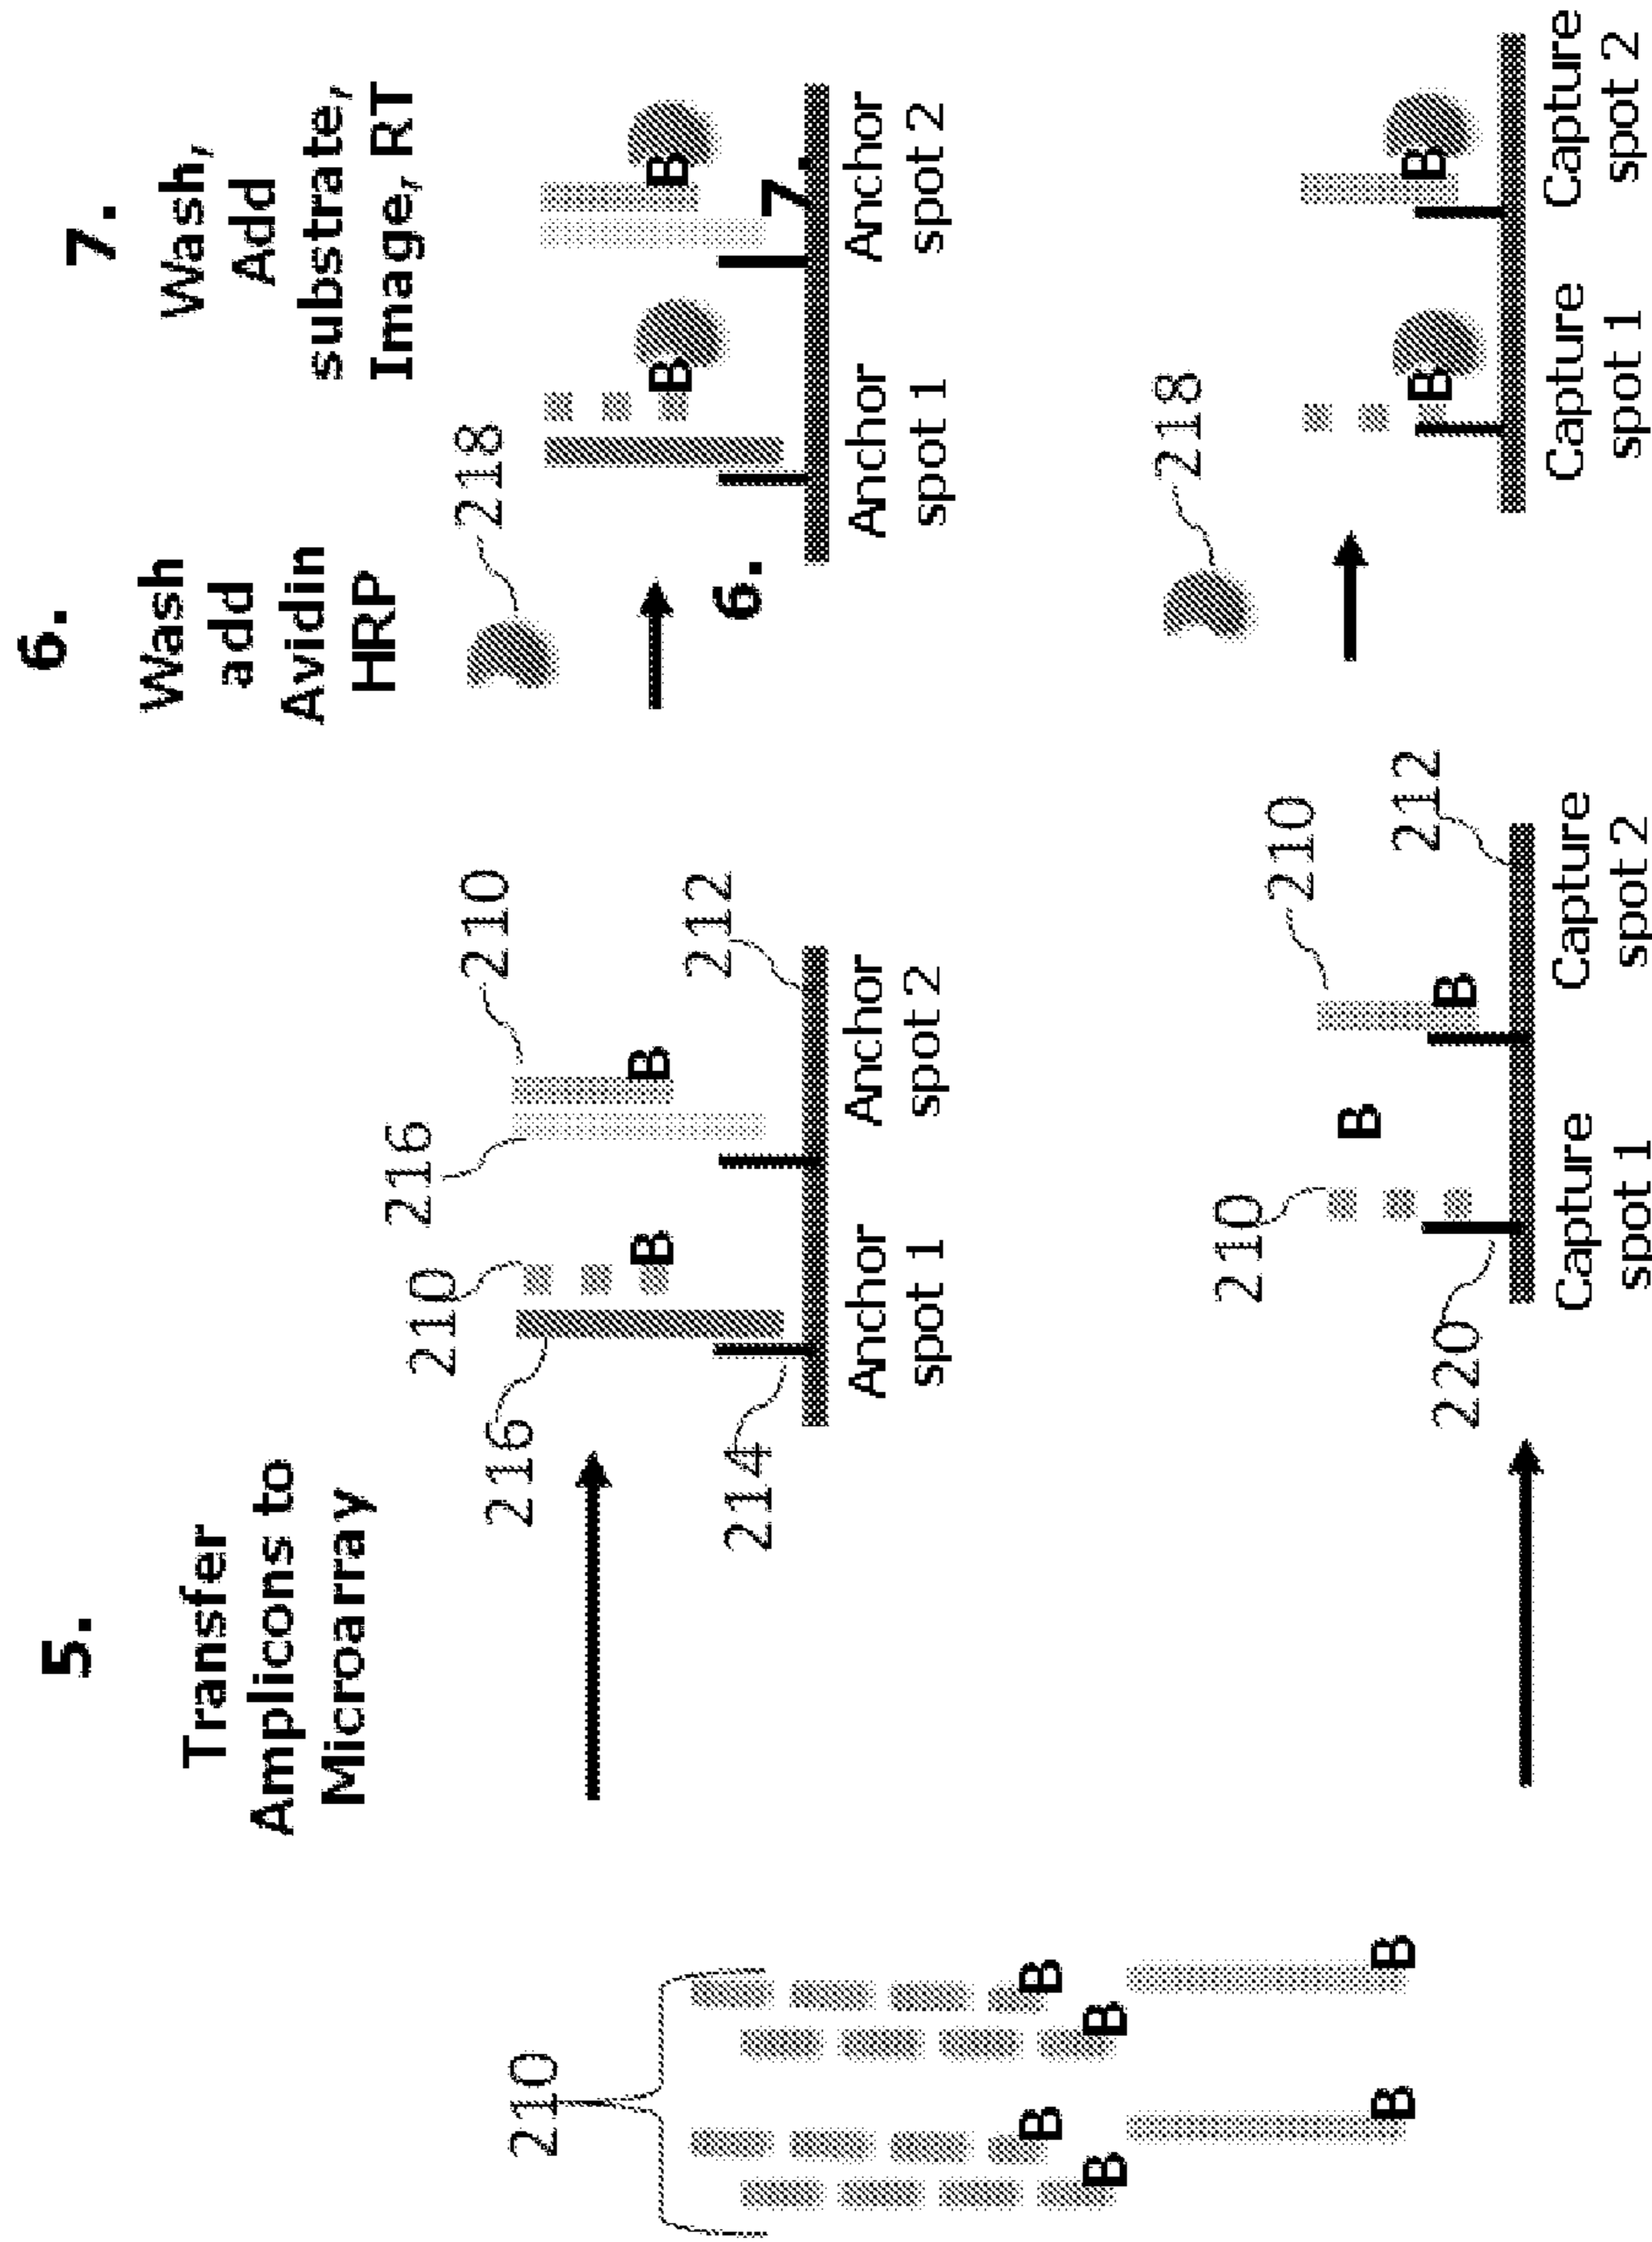 5.
Transfer
Amplicons to
Microarray
6.
Wash
add
Avidin
HRP
7.
Wash,
Add
substrate,
Image, RT
210
B
B
B
B
B
B
216
210
B
216
210
B
214
212
Anchor
spot 1
Anchor
spot 2
218
6.
B
B
7.
Anchor
spot 1
Anchor
spot 2
210
B
210
B
220
212
Capture
spot 1
Capture
spot 2
218
B
B
Capture
spot 1
Capture
spot 2